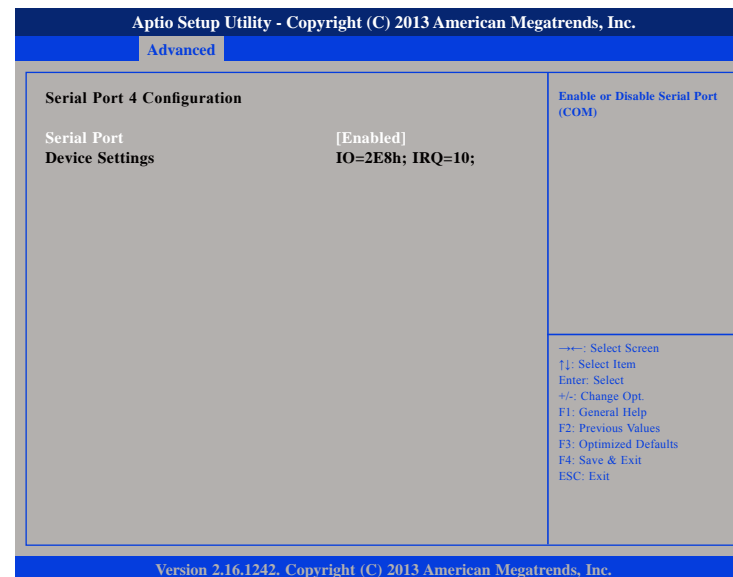 Aptio Setup Utility - Copyright (C) 2013 American Megatrends, Inc.
Advanced
Serial Port 4 Configuration
Serial Port [Enabled]
Device Settings IO=2E8h; IRQ=10;
Enable or Disable Serial Port
(COM)
→←: Select Screen
↑↓: Select Item
Enter: Select
+/-: Change Opt.
F1: General Help
F2: Previous Values
F3: Optimized Defaults
F4: Save & Exit
ESC: Exit
Version 2.16.1242. Copyright (C) 2013 American Megatrends, Inc.